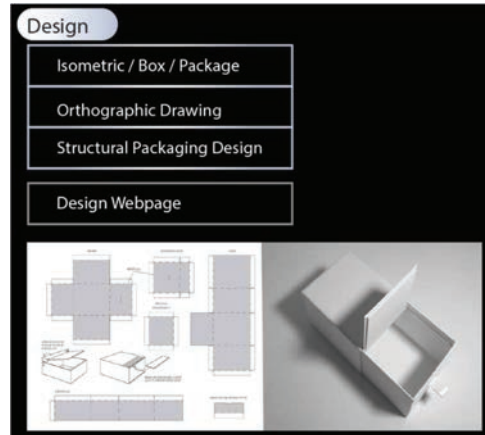 Design
Isometric / Box / Package
Orthographic Drawing
Structural Packaging Design
Design Webpage